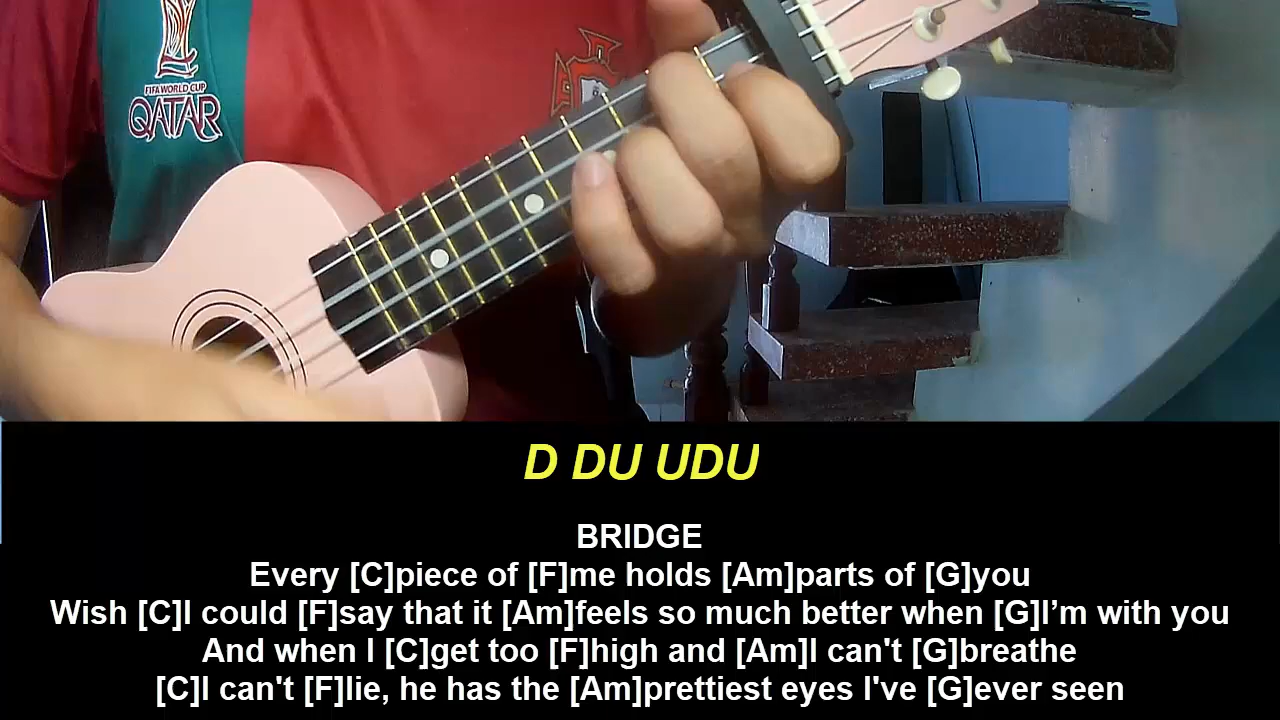 FIFA WORLD CUP
QATAR
D DU UDU
BRIDGE
Every [C]piece of [F]me holds [Am]parts of [G]you
Wish [C]I could [F]say that it [Am]feels so much better when [G]I’m with you
And when I [C]get too [F]high and [Am]I can't [G]breathe
[C]I can't [F]lie, he has the [Am]prettiest eyes I've [G]ever seen